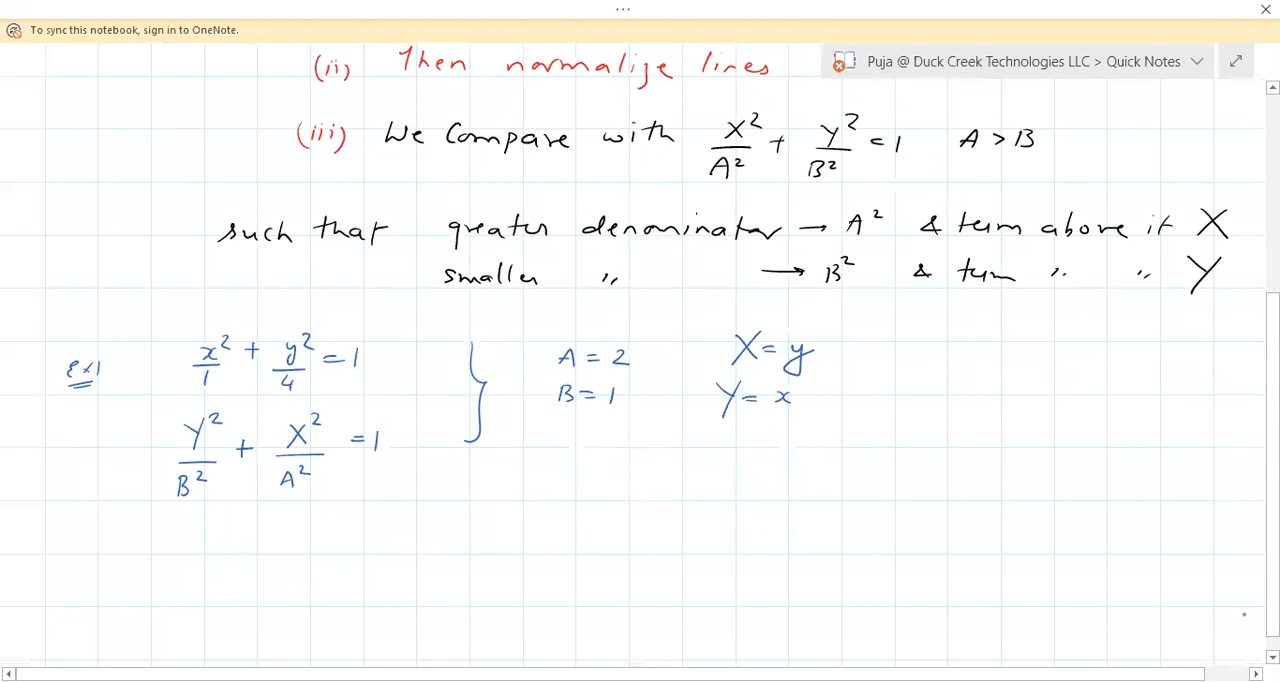 To sync this notebook, sign in to OneNote.
(ii) Then normalize lines
Puja @ Duck Creek Technologies LLC > Quick Notes
(iii) We Compare with X²/A² + Y²/B² = 1 A > B
such that greater denominator → A² & term above it X
smaller " → B² & term " " Y
Ex1 x²/1 + y²/4 = 1 } A = 2 X = y
B = 1 Y = x
Y²/B² + X²/A² = 1